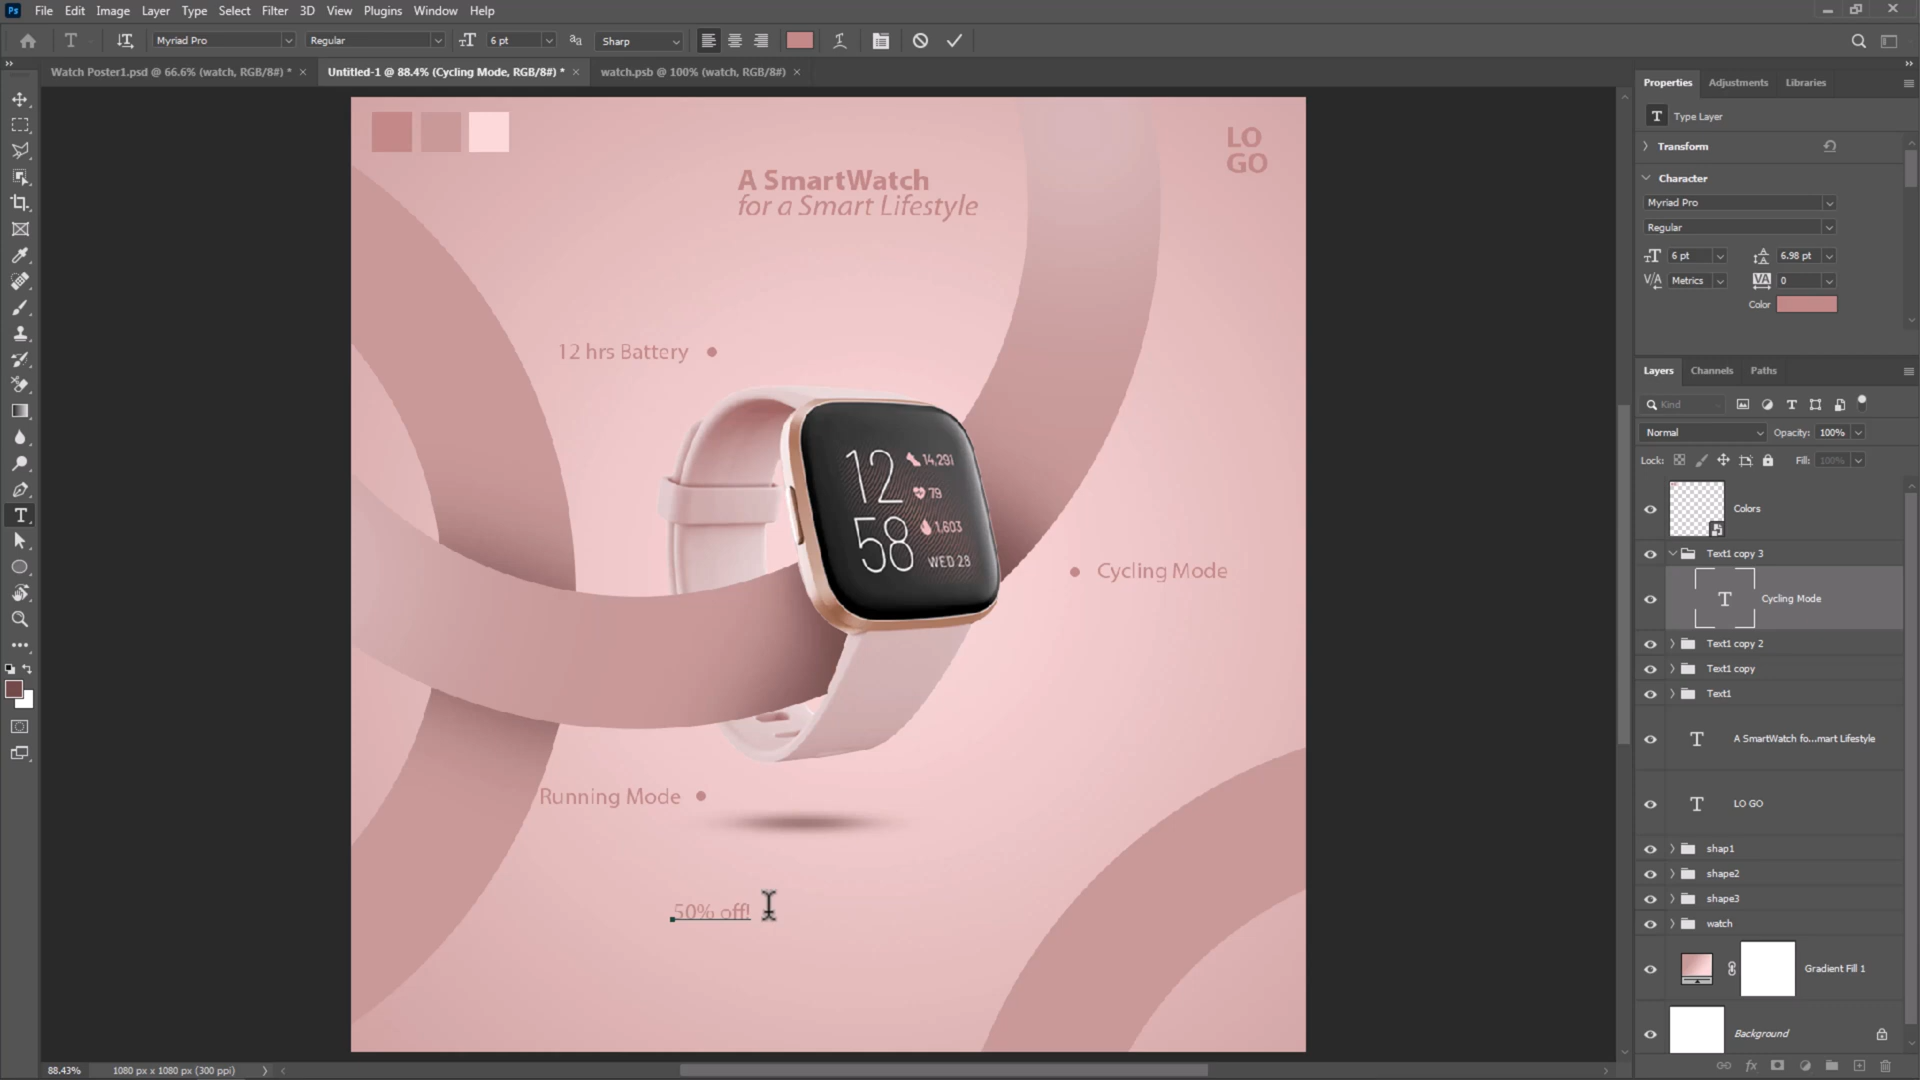 Ps File Edit Image Layer Type Select Filter 3D View Plugins Window Help
Myriad Pro Regular 6 pt aa Sharp
Watch Poster1.psd @ 66.6% (watch, RGB/8#) * × Untitled-1 @ 88.4% (Cycling Mode, RGB/8#) * × watch.psb @ 100% (watch, RGB/8#) ×
LO
GO
A SmartWatch
for a Smart Lifestyle
12 hrs Battery
12
58
14,291
79
1,603
WED 28
Cycling Mode
Running Mode
50% off!
88.43% 1080 px x 1080 px (300 ppi)
Properties Adjustments Libraries
T Type Layer
Transform
Character
Myriad Pro
Regular
6 pt 6.98 pt
Metrics 0
Color
Layers Channels Paths
Kind
Normal Opacity: 100%
Lock: Fill: 100%
Colors
Text1 copy 3
T Cycling Mode
Text1 copy 2
Text1 copy
Text1
T A SmartWatch fo...mart Lifestyle
T LO GO
shap1
shape2
shape3
watch
Gradient Fill 1
Background